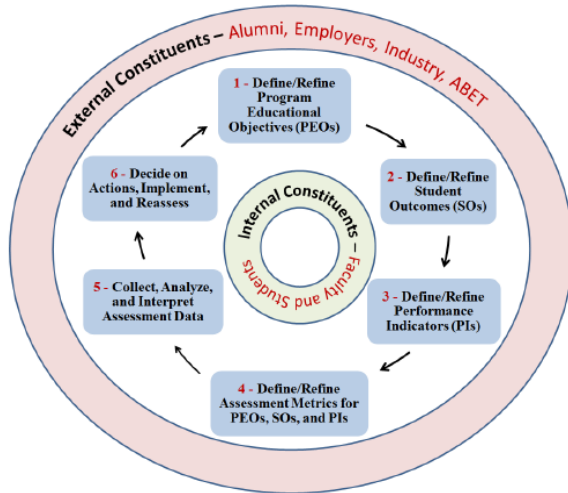 External Constituents – Alumni, Employers, Industry, ABET
1 - Define/Refine
Program
Educational
Objectives (PEOs)
2 - Define/Refine
Student
Outcomes (SOs)
3 - Define/Refine
Performance
Indicators (PIs)
4 - Define/Refine
Assessment Metrics for
PEOs, SOs, and PIs
5 - Collect, Analyze,
and Interpret
Assessment Data
6 - Decide on
Actions, Implement,
and Reassess
Internal Constituents – Faculty and Students